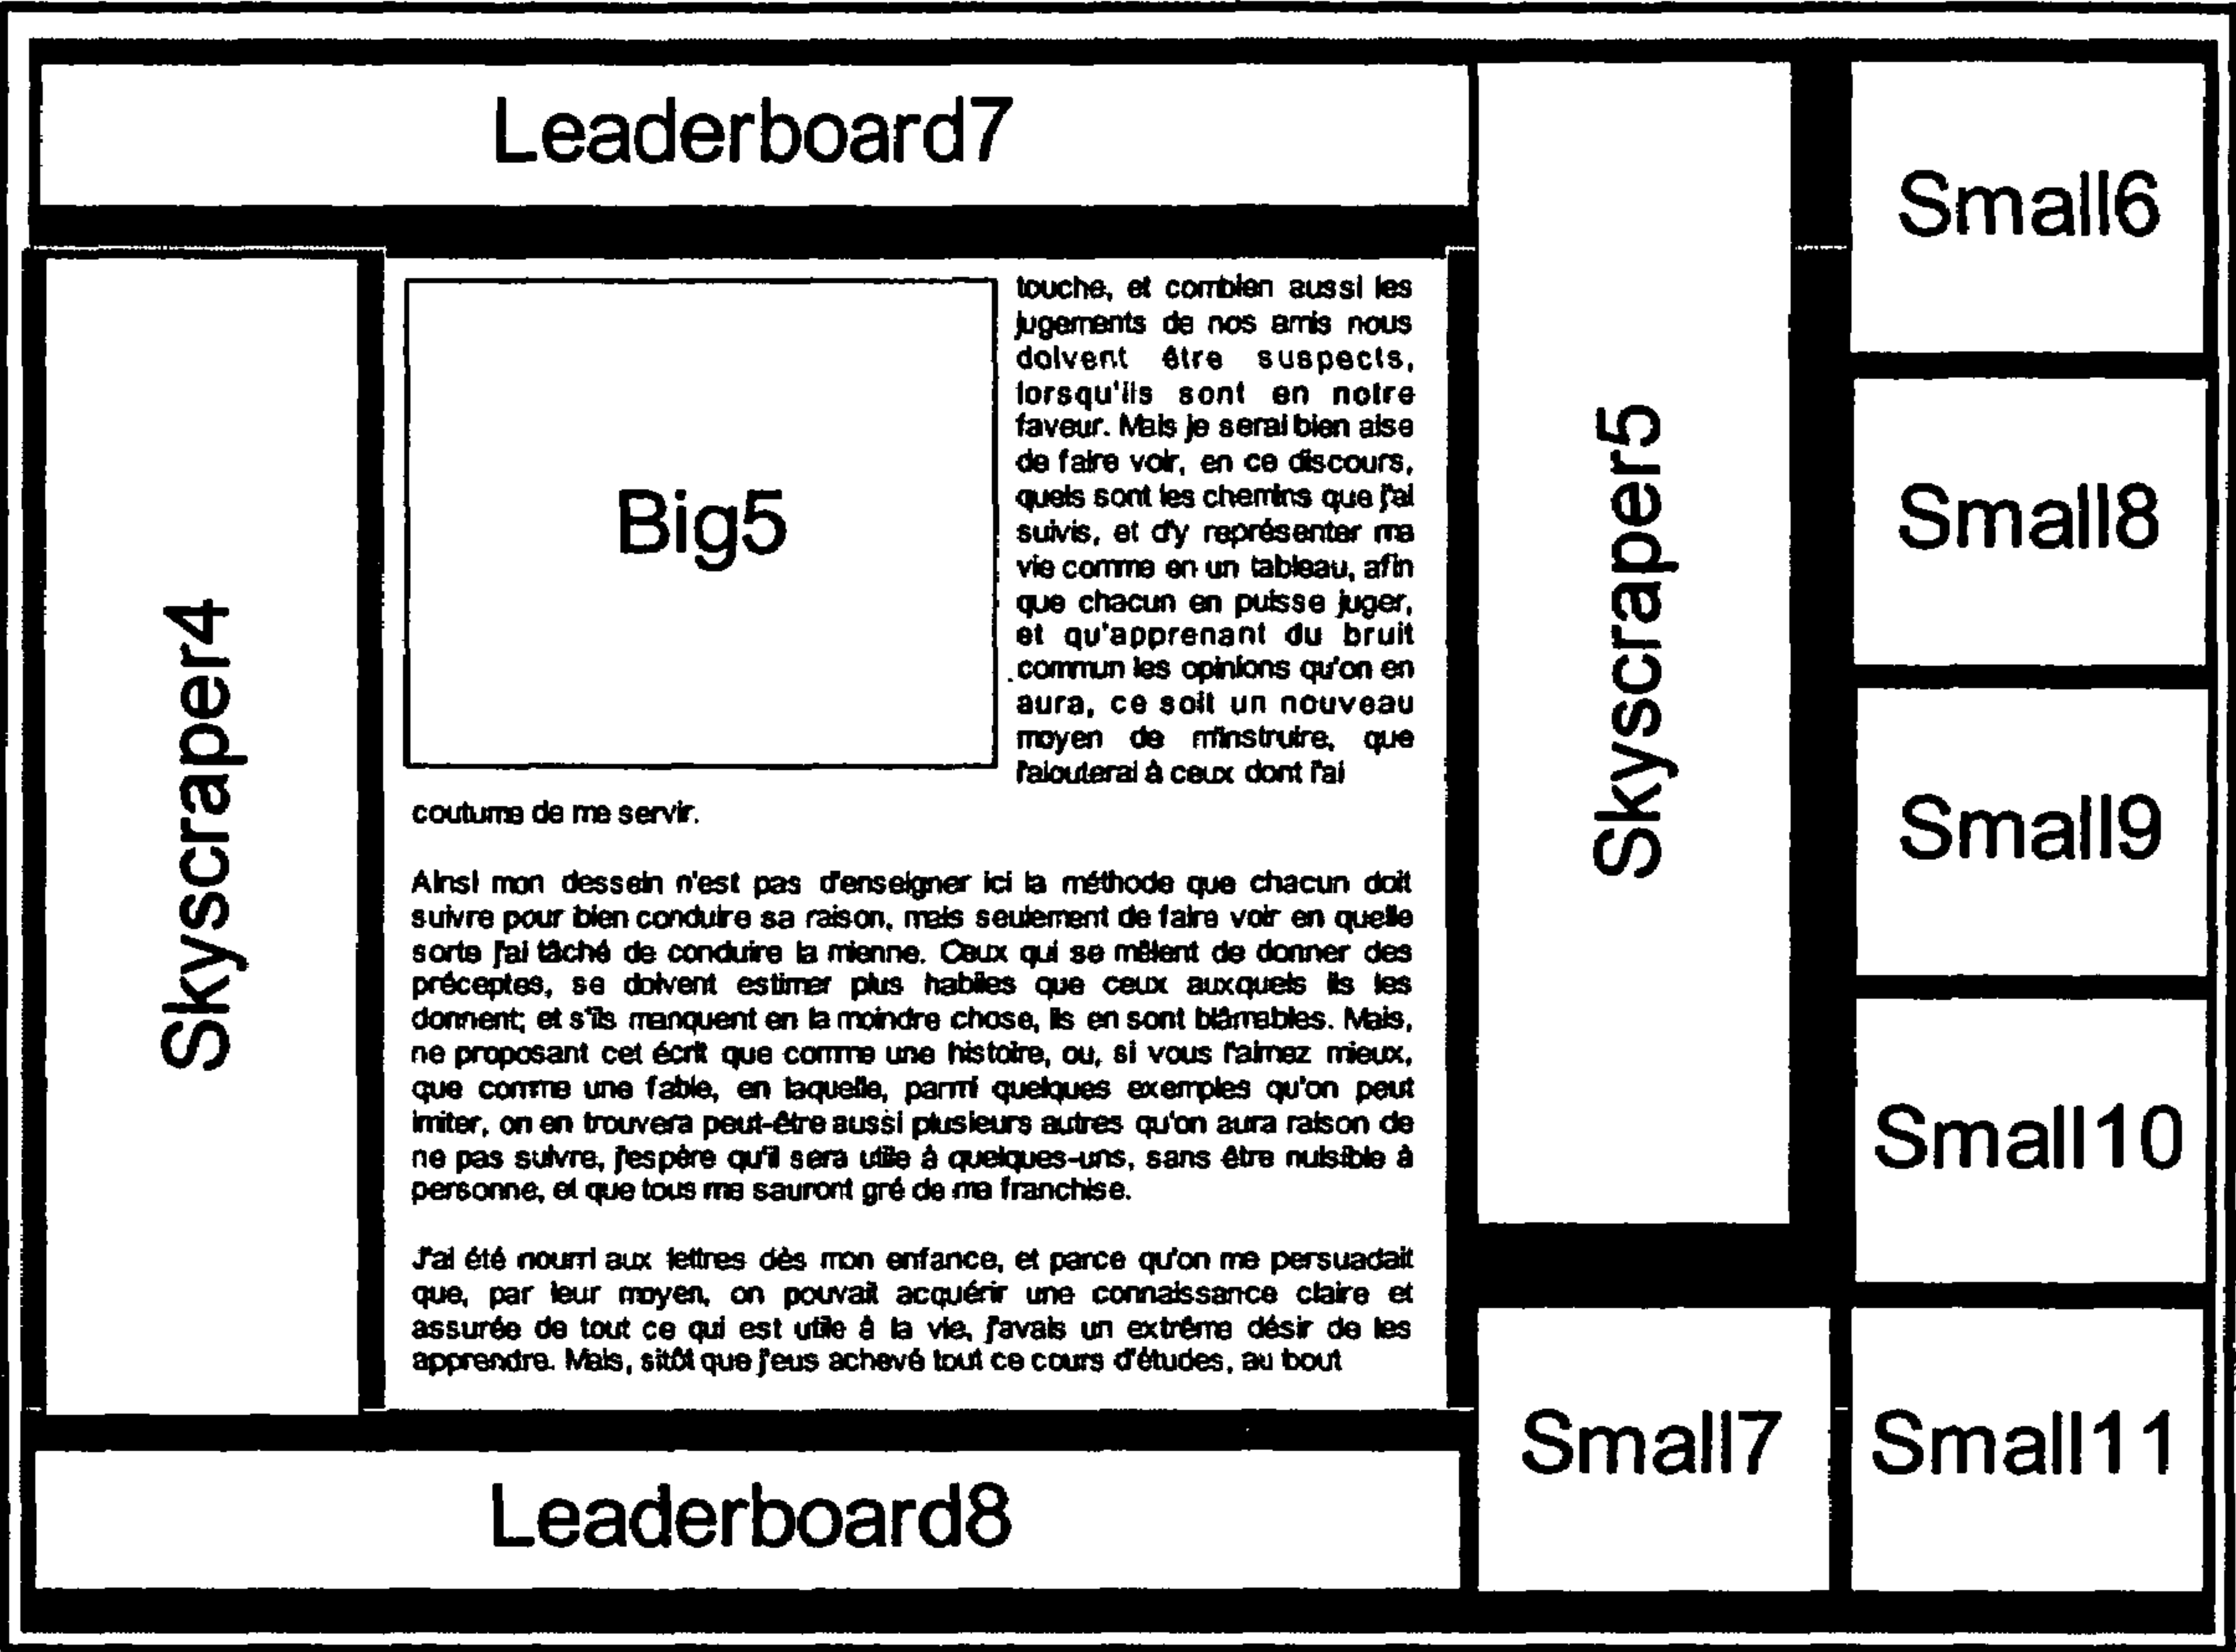 Leaderboard7
Skyscraper4
Big5
touche, et combien aussi les
jugements de nos amis nous
doivent être suspects,
lorsqu'ils sont en notre
faveur. Mais je serai bien aise
de faire voir, en ce discours,
quels sont les chemins que j'ai
suivis, et d'y représenter ma
vie comme en un tableau, afin
que chacun en puisse juger,
et qu'apprenant du bruit
commun les opinions qu'on en
aura, ce soit un nouveau
moyen de m'instruire, que
j'ajouterai à ceux dont j'ai
coutume de me servir.
Ainsi mon dessein n'est pas d'enseigner ici la méthode que chacun doit
suivre pour bien conduire sa raison, mais seulement de faire voir en quelle
sorte j'ai tâché de conduire la mienne. Ceux qui se mêlent de donner des
préceptes, se doivent estimer plus habiles que ceux auxquels ils les
donnent; et s'ils manquent en la moindre chose, ils en sont blâmables. Mais,
ne proposant cet écrit que comme une histoire, ou, si vous l'aimez mieux,
que comme une fable, en laquelle, parmi quelques exemples qu'on peut
imiter, on en trouvera peut-être aussi plusieurs autres qu'on aura raison de
ne pas suivre, j'espère qu'il sera utile à quelques-uns, sans être nuisible à
personne, et que tous me sauront gré de ma franchise.
J'ai été nourri aux lettres dès mon enfance, et parce qu'on me persuadait
que, par leur moyen, on pouvait acquérir une connaissance claire et
assurée de tout ce qui est utile à la vie, j'avais un extrême désir de les
apprendre. Mais, sitôt que j'eus achevé tout ce cours d'études, au bout
Leaderboard8
Skyscraper5
Small7
Small6
Small8
Small9
Small10
Small11